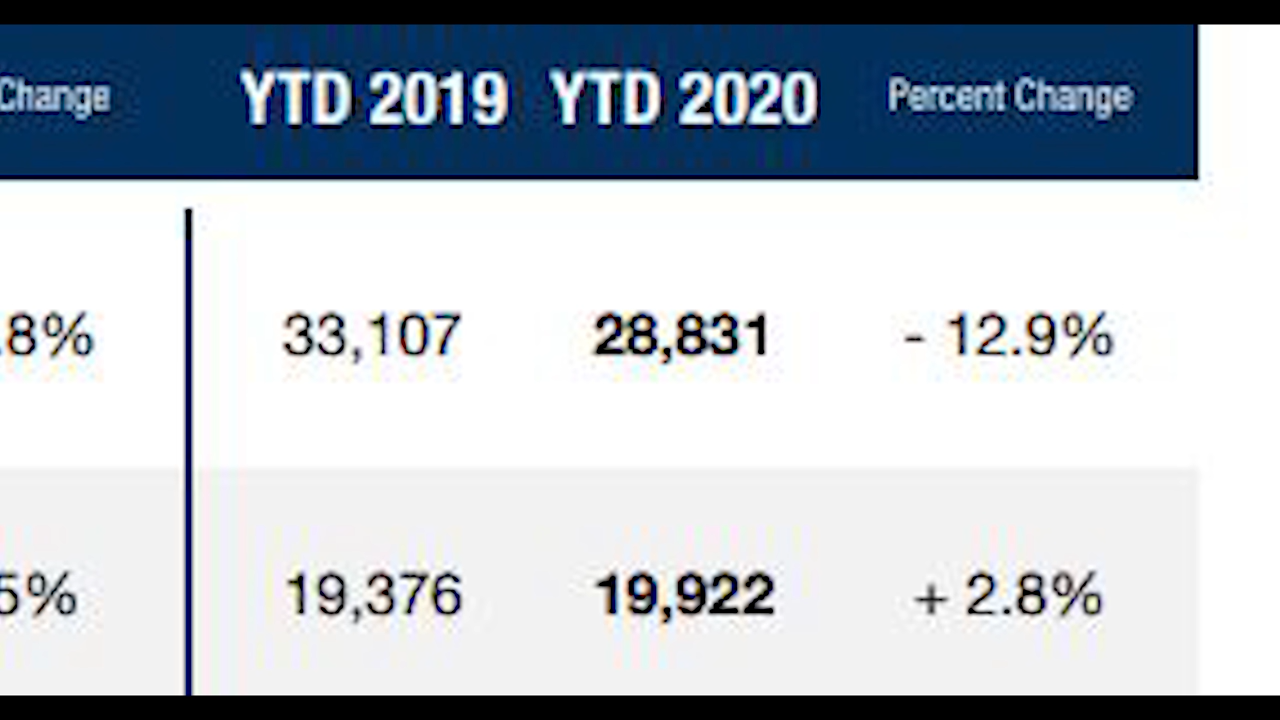 Change YTD 2019 YTD 2020 Percent Change
.8% 33,107 28,831 - 12.9%
5% 19,376 19,922 + 2.8%